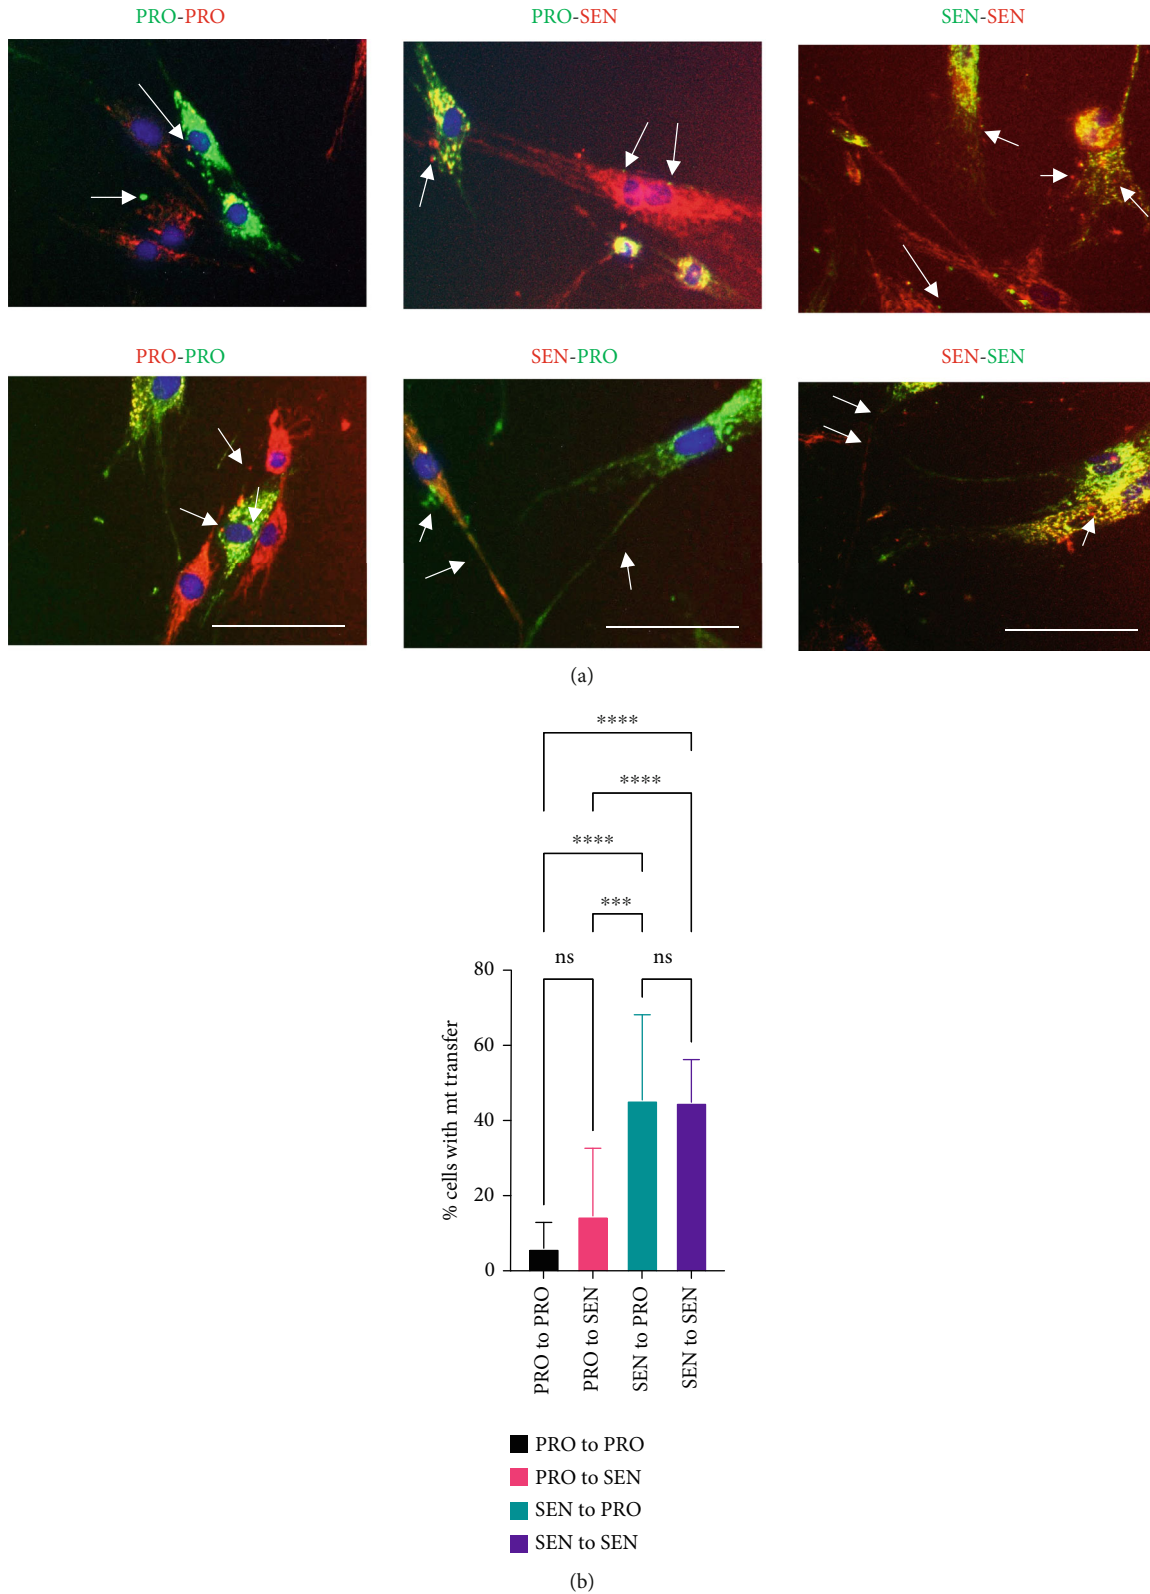 PRO-PRO
PRO-SEN
SEN-SEN
PRO-PRO
SEN-PRO
SEN-SEN
(a)
****
****
****
***
ns
ns
80
60
40
20
0
% cells with mt transfer
PRO to PRO
PRO to SEN
SEN to PRO
SEN to SEN
PRO to PRO
PRO to SEN
SEN to PRO
SEN to SEN
(b)